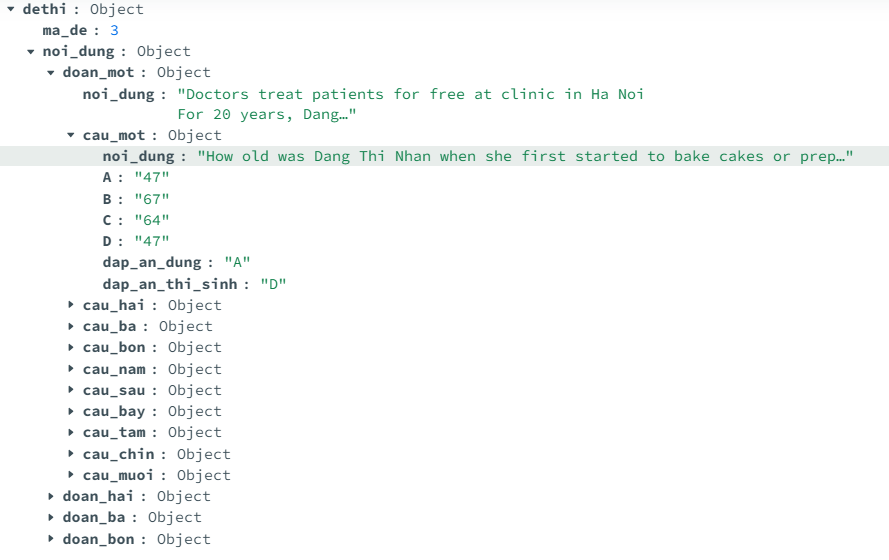 dethi : Object
ma_de : 3
noi_dung : Object
doan_mot : Object
noi_dung : "Doctors treat patients for free at clinic in Ha Noi
For 20 years, Dang…"
cau_mot : Object
noi_dung : "How old was Dang Thi Nhan when she first started to bake cakes or prep…"
A : "47"
B : "67"
C : "64"
D : "47"
dap_an_dung : "A"
dap_an_thi_sinh : "D"
cau_hai : Object
cau_ba : Object
cau_bon : Object
cau_nam : Object
cau_sau : Object
cau_bay : Object
cau_tam : Object
cau_chin : Object
cau_muoi : Object
doan_hai : Object
doan_ba : Object
doan_bon : Object